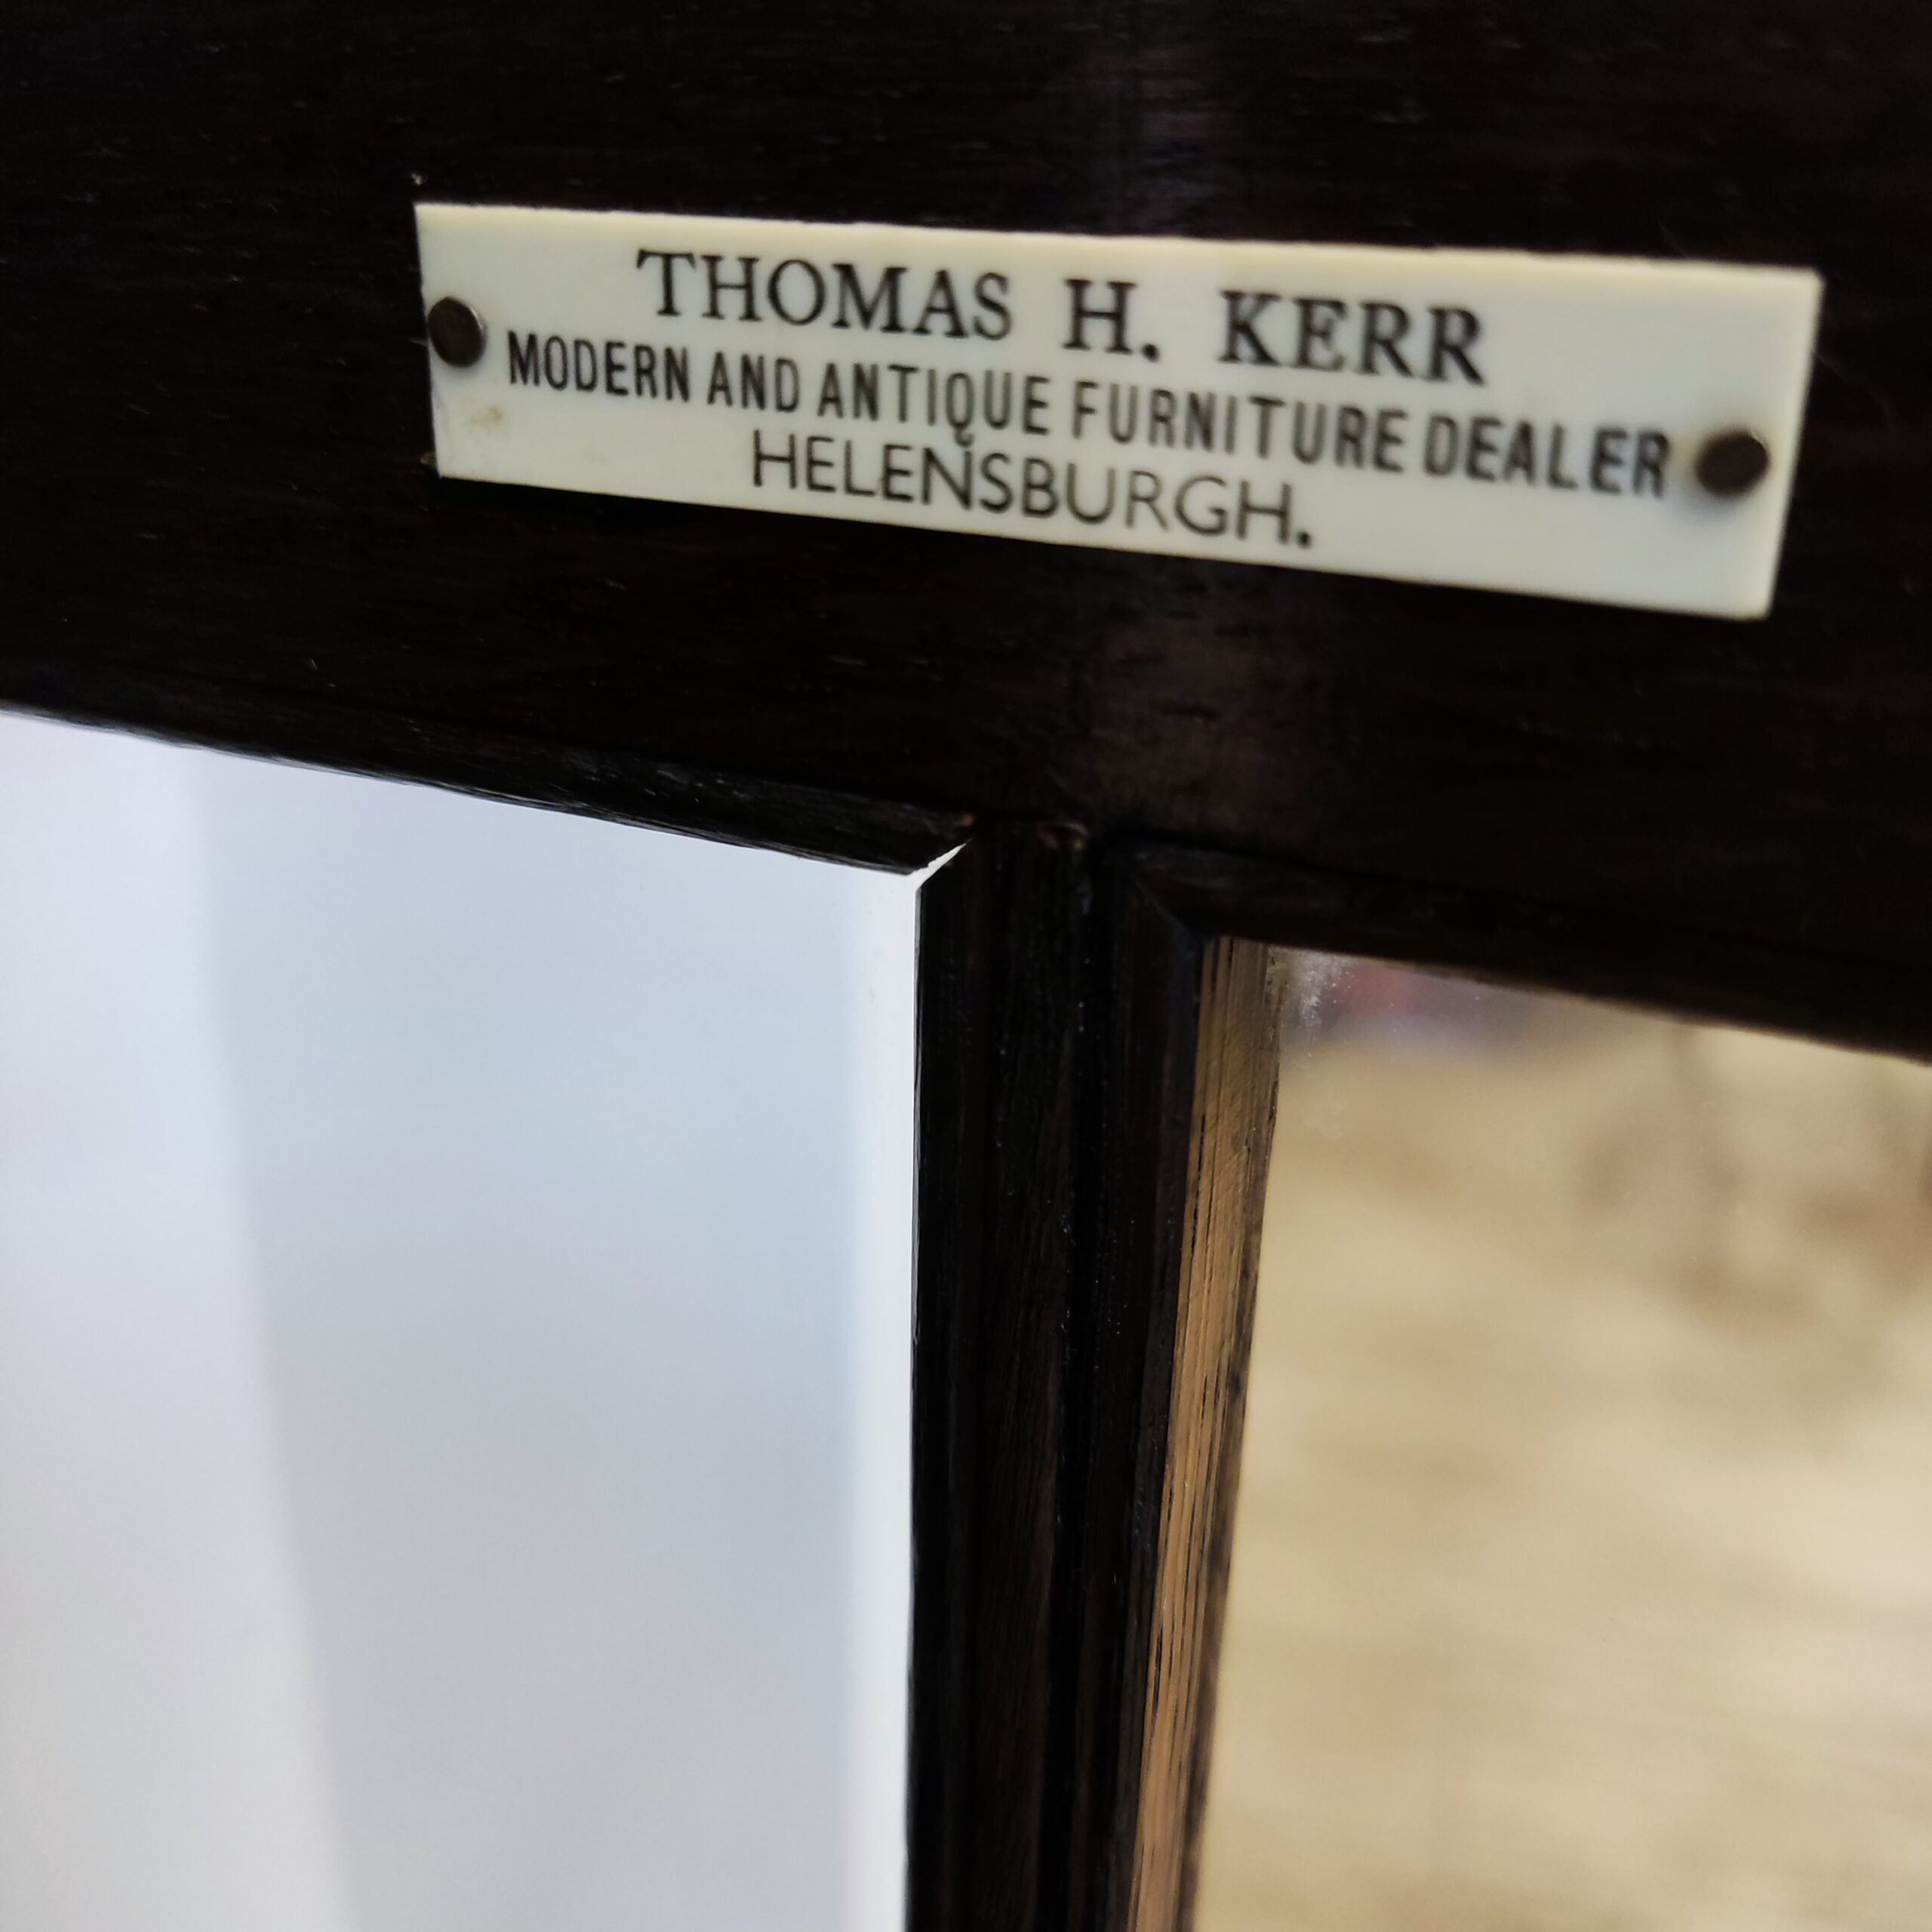 THOMAS H. KERR
MODERN AND ANTIQUE FURNITURE DEALER
HELENSBURGH.